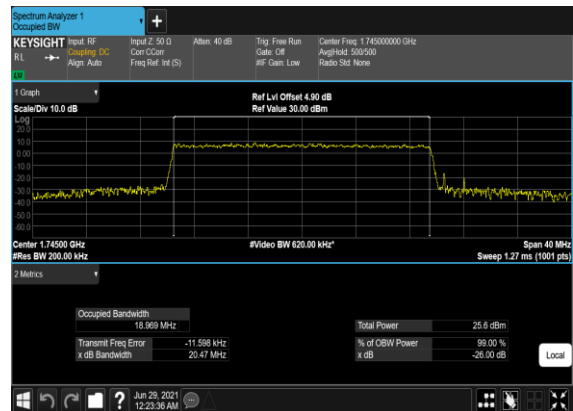 Spectrum Analyzer 1
Occupied BW
+
KEYSIGHT Input: RF Input Z: 50 Ω Atten: 40 dB Trig: Free Run Center Freq: 1.745000000 GHz
RL Coupling: DC Corr CCorr Gate: Off Avg|Hold: 500/500
Align: Auto Freq Ref: Int (S) #IF Gain: Low Radio Std: None
1 Graph
Ref Lvl Offset 4.90 dB
Scale/Div 10.0 dB Ref Value 30.00 dBm
Log
20.0
10.0
0.00
-10.0
-20.0
-30.0
-40.0
-50.0
-60.0
Center 1.74500 GHz #Video BW 620.00 kHz* Span 40 MHz
#Res BW 200.00 kHz Sweep 1.27 ms (1001 pts)
2 Metrics
Occupied Bandwidth
18.969 MHz Total Power 25.6 dBm
Transmit Freq Error -11.598 kHz % of OBW Power 99.00 %
x dB Bandwidth 20.47 MHz x dB -26.00 dB
Local
? Jun 29, 2021
12:23:36 AM